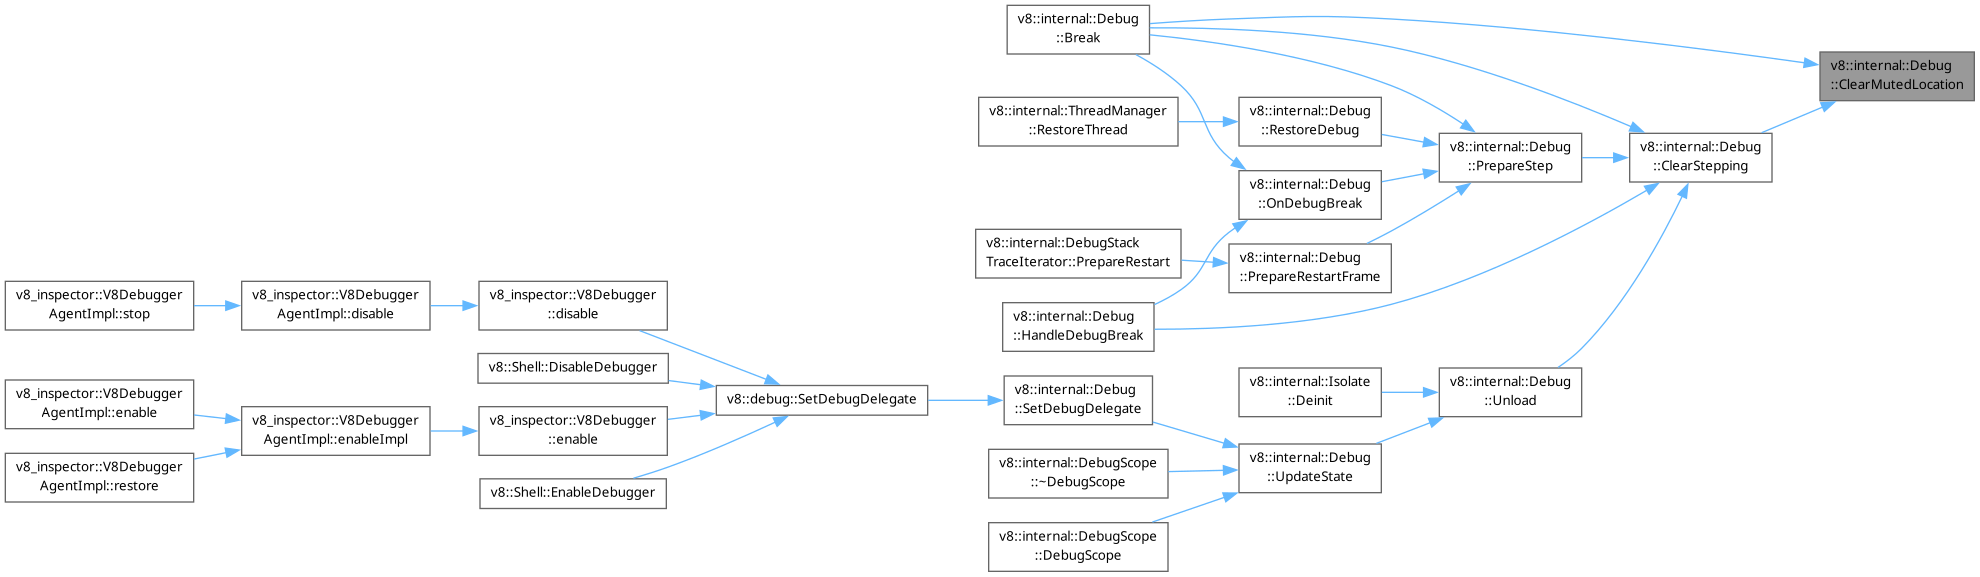 v8::internal::Debug
::Break
v8::internal::Debug
::ClearMutedLocation
v8::internal::ThreadManager
::RestoreThread
v8::internal::Debug
::RestoreDebug
v8::internal::Debug
::PrepareStep
v8::internal::Debug
::ClearStepping
v8::internal::Debug
::OnDebugBreak
v8::internal::DebugStack
TraceIterator::PrepareRestart
v8::internal::Debug
::PrepareRestartFrame
v8_inspector::V8Debugger
AgentImpl::stop
v8_inspector::V8Debugger
AgentImpl::disable
v8_inspector::V8Debugger
::disable
v8::internal::Debug
::HandleDebugBreak
v8::Shell::DisableDebugger
v8_inspector::V8Debugger
AgentImpl::enable
v8::debug::SetDebugDelegate
v8::internal::Debug
::SetDebugDelegate
v8::internal::Isolate
::Deinit
v8::internal::Debug
::Unload
v8_inspector::V8Debugger
AgentImpl::enableImpl
v8_inspector::V8Debugger
::enable
v8_inspector::V8Debugger
AgentImpl::restore
v8::Shell::EnableDebugger
v8::internal::DebugScope
::~DebugScope
v8::internal::Debug
::UpdateState
v8::internal::DebugScope
::DebugScope